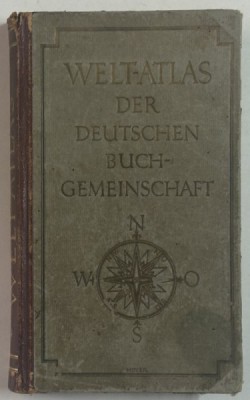 WELT-ATLAS
DER
DEUTSCHEN
BUCH-
GEMEINSCHAFT
N
W O
S